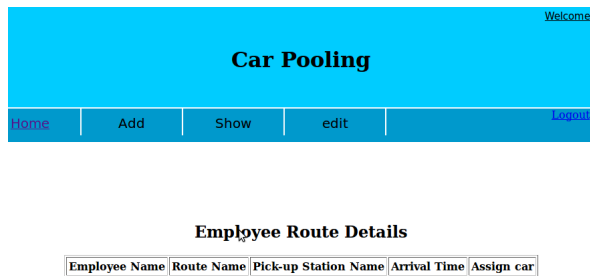 Welcome
Car Pooling
Home Add Show edit Logout
Employee Route Details
Employee Name Route Name Pick-up Station Name Arrival Time Assign car